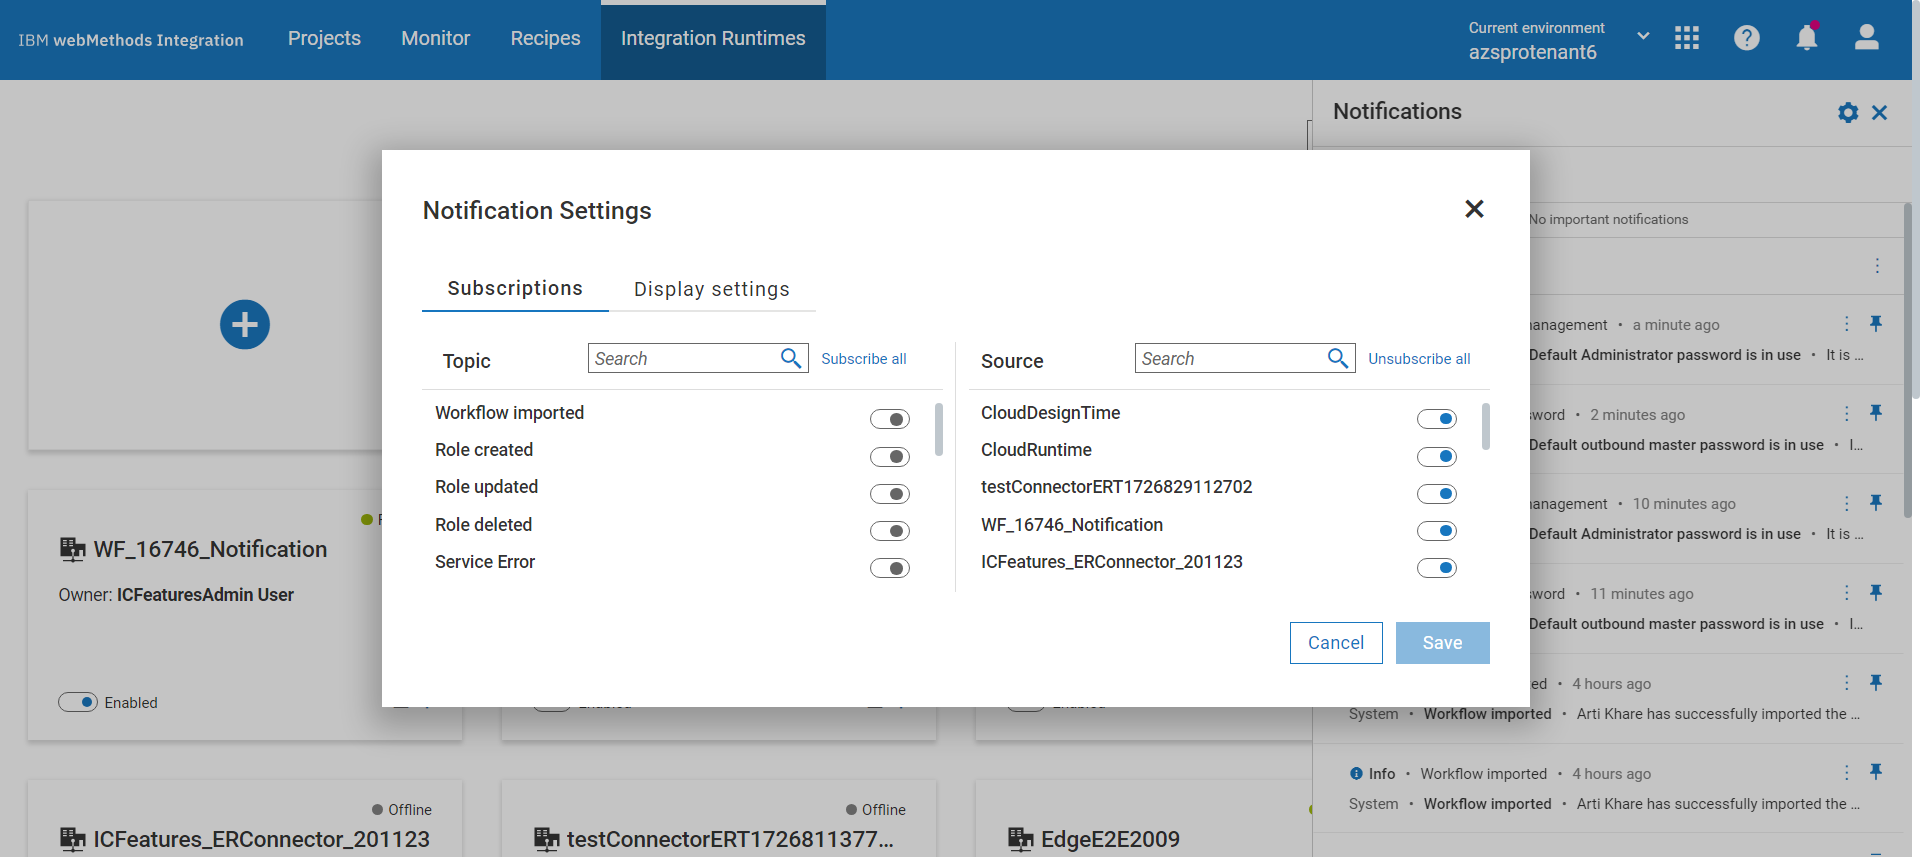 IBM webMethods Integration
Projects
Monitor
Recipes
Integration Runtimes
Current environment
azsprotenant6
Notifications
No important notifications
Notification Settings
Subscriptions
Display settings
Topic
Search
Subscribe all
Workflow imported
Role created
Role updated
Role deleted
Service Error
Source
Search
Unsubscribe all
CloudDesignTime
CloudRuntime
testConnectorERT1726829112702
WF_16746_Notification
ICFeatures_ERConnector_201123
Cancel
Save
• a minute ago
Default Administrator password is in use • It is ...
• 2 minutes ago
Default outbound master password is in use • I...
• 10 minutes ago
Default Administrator password is in use • It is ...
• 11 minutes ago
Default outbound master password is in use • I...
• 4 hours ago
System • Workflow imported • Arti Khare has successfully imported the ...
Info • Workflow imported • 4 hours ago
System • Workflow imported • Arti Khare has successfully imported the ...
WF_16746_Notification
Owner: ICFeaturesAdmin User
Enabled
Offline
ICFeatures_ERConnector_201123
Offline
testConnectorERT1726811377...
EdgeE2E2009